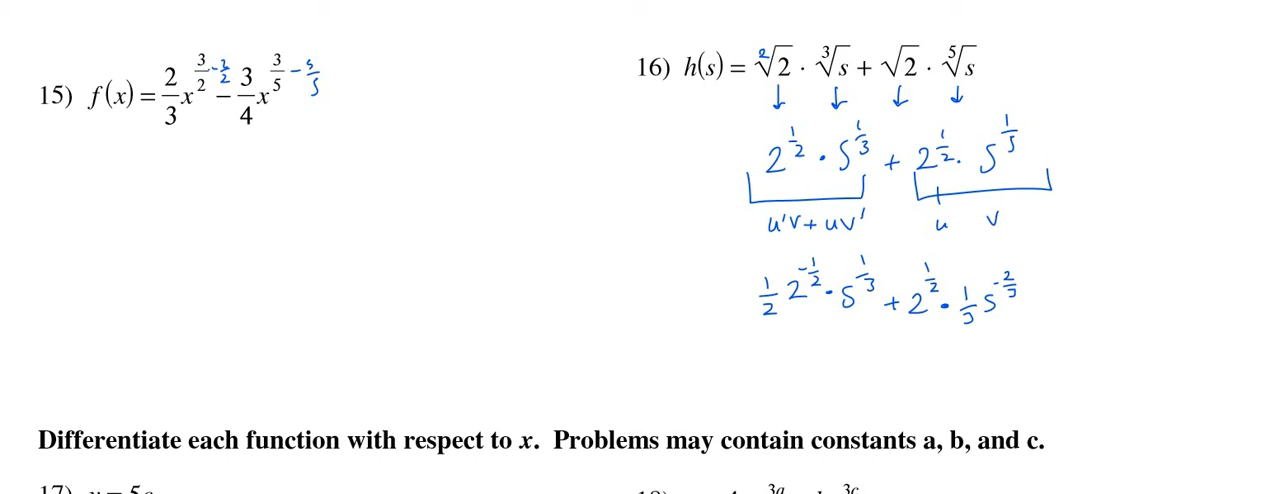 15) f(x) = 2/3 x^(3/2 - 2/2) - 3/4 x^(3/5 - 5/5)
16) h(s) = ²√2 · ³√s + √2 · ⁵√s
↓ ↓ ↓ ↓
2^(1/2) · s^(1/3) + 2^(1/2) · s^(1/5)
u'v + uv' u v
1/2 2^(-1/2) · s^(1/3) + 2^(1/2) · 1/3 s^(-2/3)
Differentiate each function with respect to x. Problems may contain constants a, b, and c.